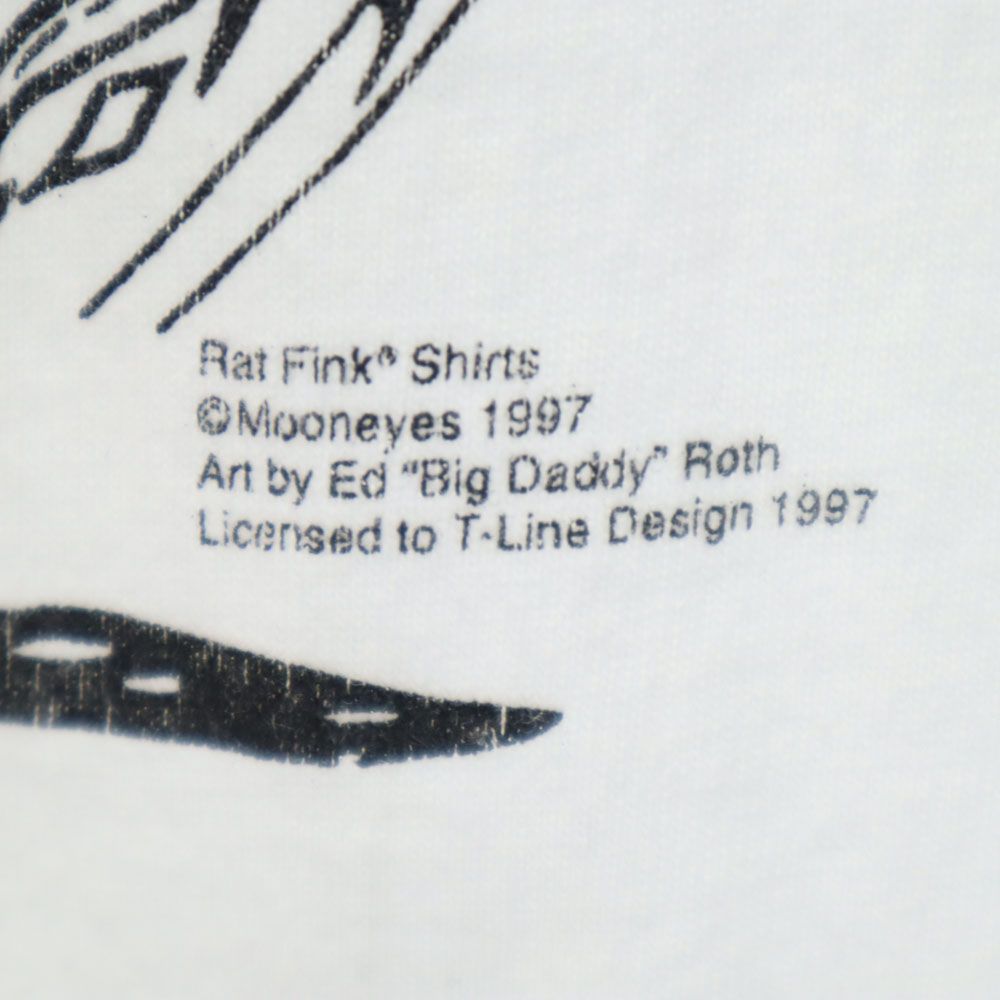 Rat Fink® Shirts
©Mooneyes 1997
Art by Ed “Big Daddy” Roth
Licensed to T-Line Design 1997